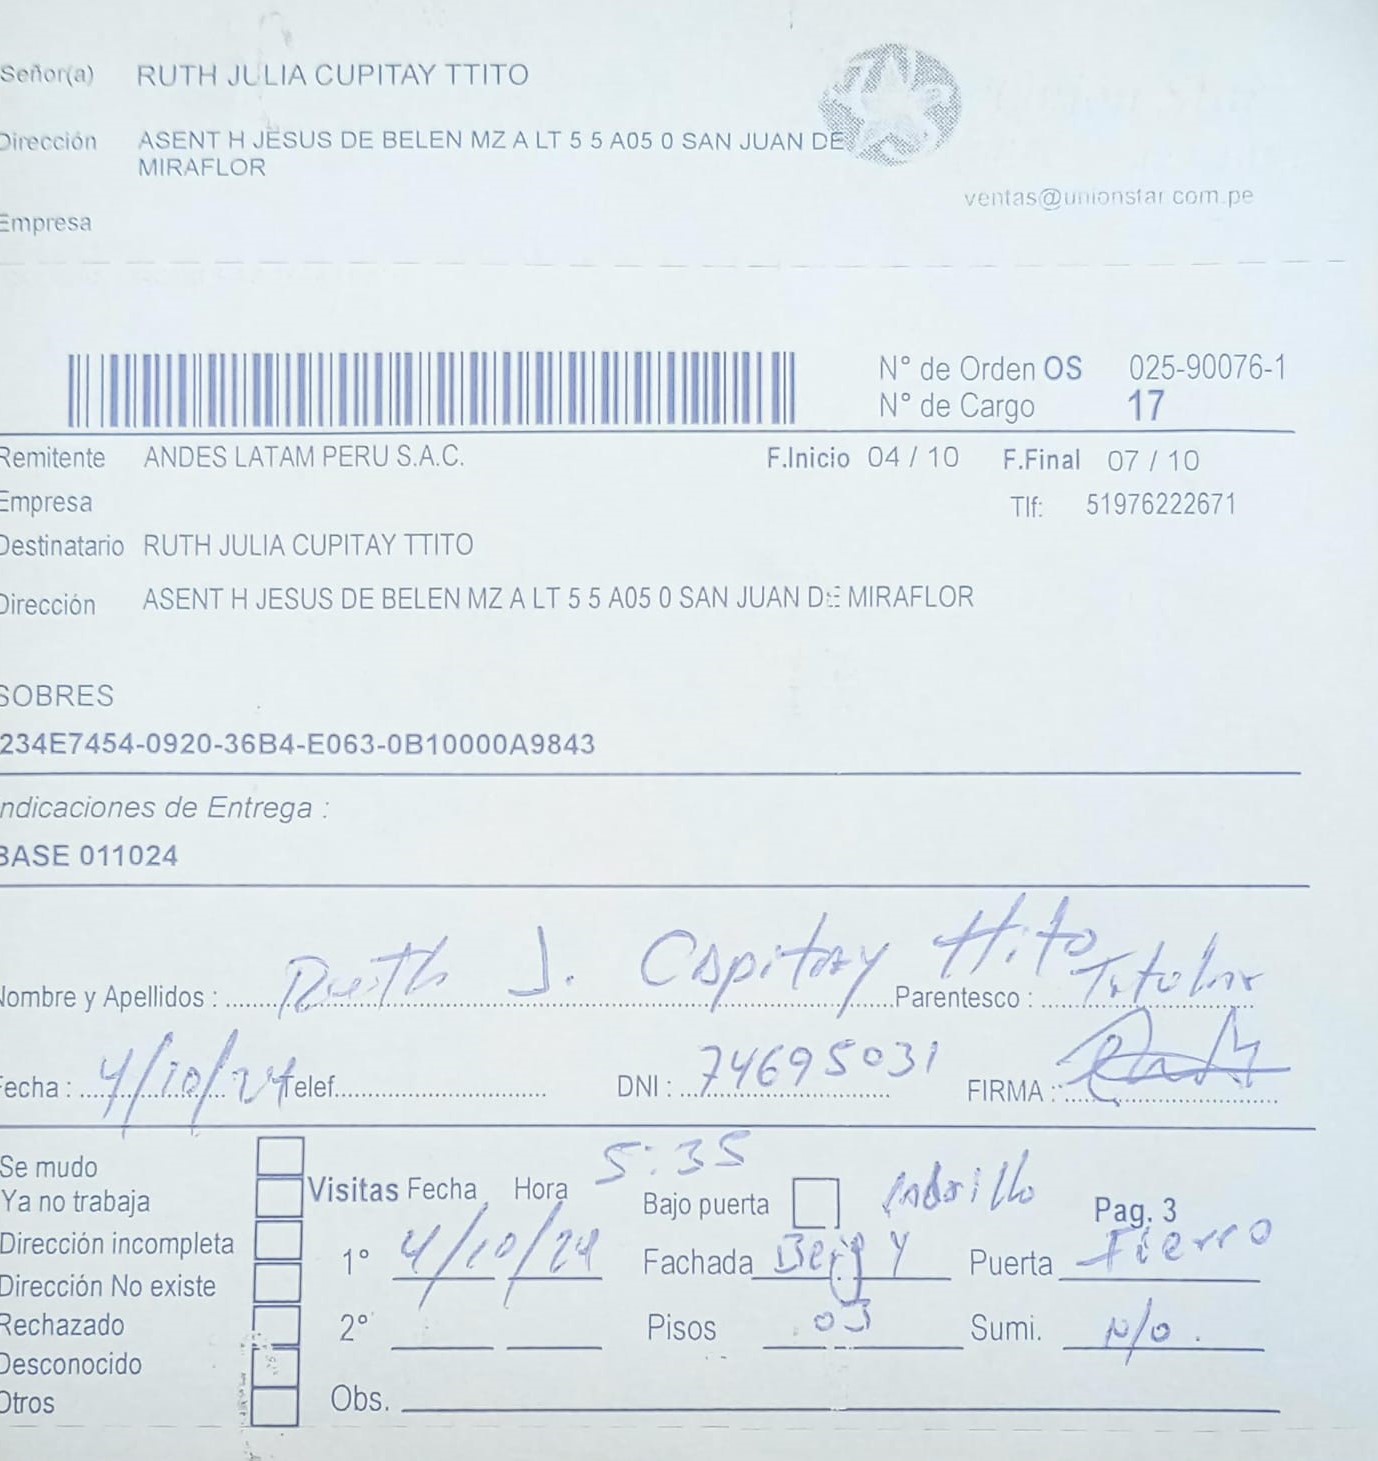 Señor(a) RUTH JULIA CUPITAY TTITO
Dirección ASENT H JESUS DE BELEN MZ A LT 5 5 A05 0 SAN JUAN DE
MIRAFLOR
ventas@unionstar.com.pe
Empresa
N° de Orden OS 025-90076-1
N° de Cargo 17
Remitente ANDES LATAM PERU S.A.C. F.Inicio 04 / 10 F.Final 07 / 10
Empresa Tlf: 51976222671
Destinatario RUTH JULIA CUPITAY TTITO
Dirección ASENT H JESUS DE BELEN MZ A LT 5 5 A05 0 SAN JUAN DE MIRAFLOR
SOBRES
234E7454-0920-36B4-E063-0B10000A9843
Indicaciones de Entrega :
BASE 011024
Nombre y Apellidos : Ruth J. Cupitay Ttito Parentesco : Titular
Fecha : 4/10/24 Telef. DNI : 74695031 FIRMA :
Se mudo
Ya no trabaja Visitas Fecha Hora 5:35 Bajo puerta Ladrillo Pag. 3
Dirección incompleta 1° 4/10/24 Fachada Beig y Puerta Fierro
Dirección No existe
Rechazado 2° Pisos 03 Sumi. N/o.
Desconocido
Otros Obs.